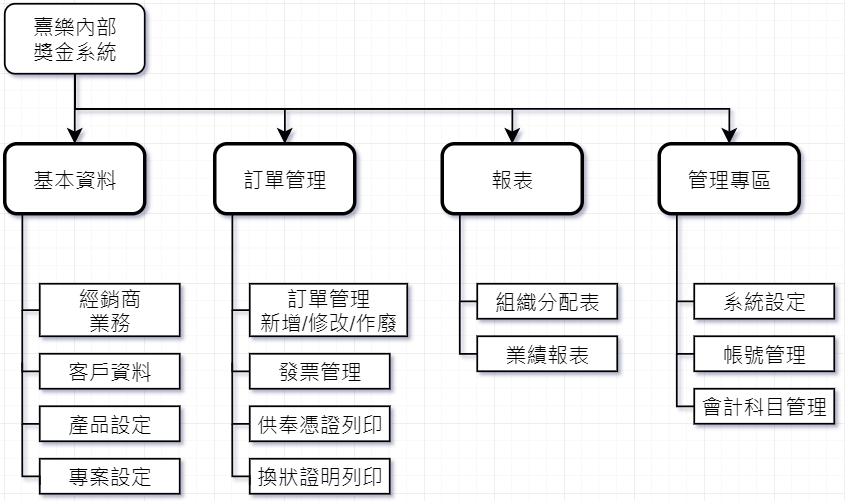 熹樂內部
獎金系統
基本資料
訂單管理
報表
管理專區
經銷商
業務
客戶資料
產品設定
專案設定
訂單管理
新增/修改/作廢
發票管理
供奉憑證列印
換狀證明列印
組織分配表
業績報表
系統設定
帳號管理
會計科目管理